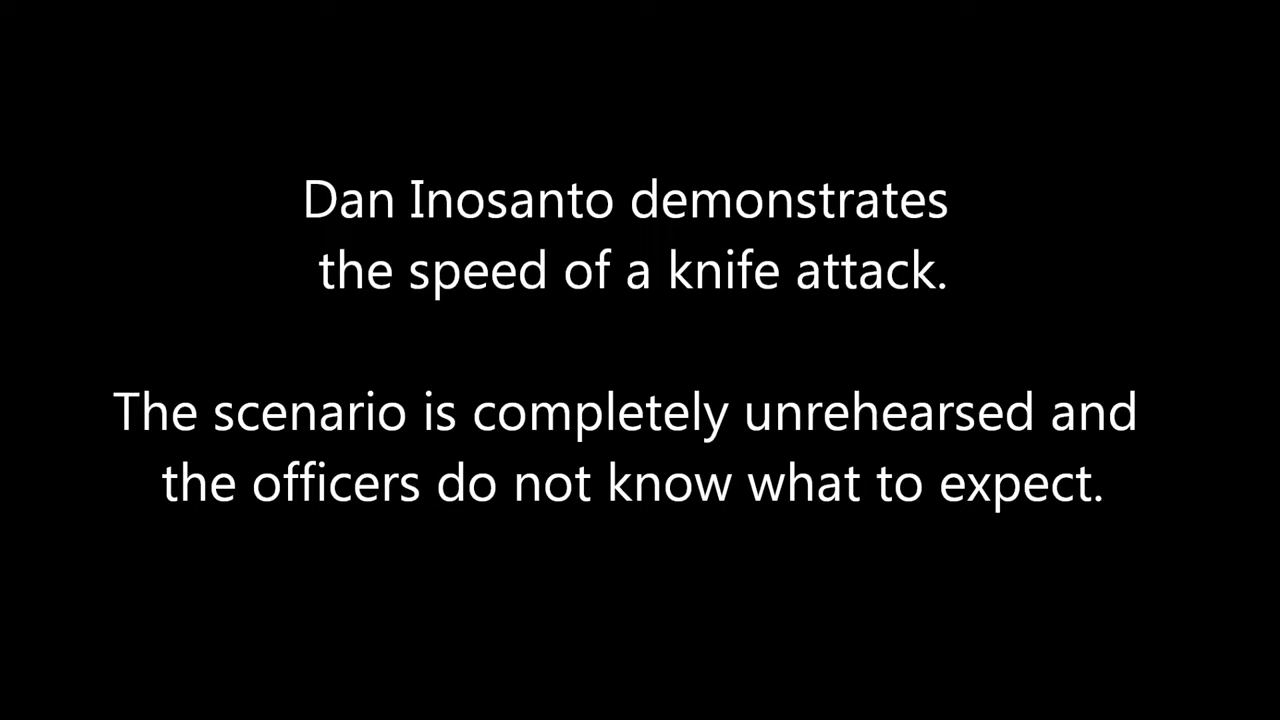 Dan Inosanto demonstrates
the speed of a knife attack.
The scenario is completely unrehearsed and
the officers do not know what to expect.